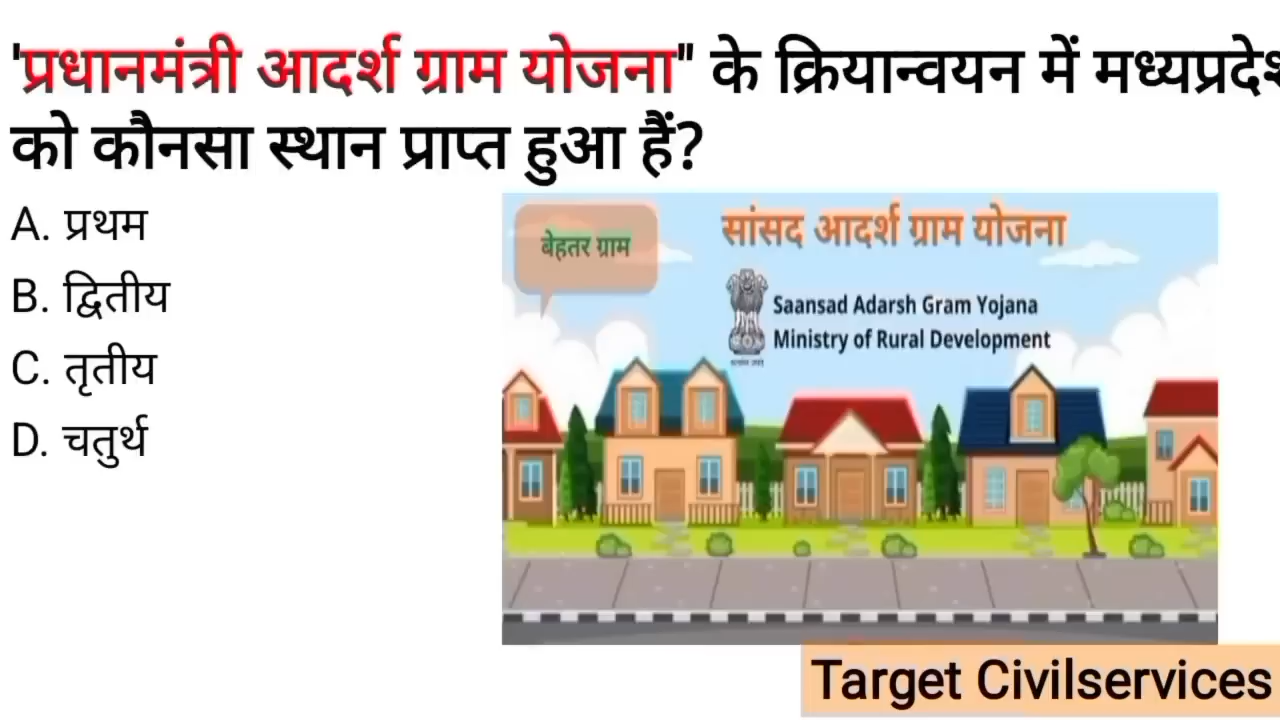 'प्रधानमंत्री आदर्श ग्राम योजना" के क्रियान्वयन में मध्यप्रदेश
को कौनसा स्थान प्राप्त हुआ हैं?
A. प्रथम
B. द्वितीय
C. तृतीय
D. चतुर्थ
बेहतर ग्राम
सांसद आदर्श ग्राम योजना
Saansad Adarsh Gram Yojana
Ministry of Rural Development
Target Civilservices